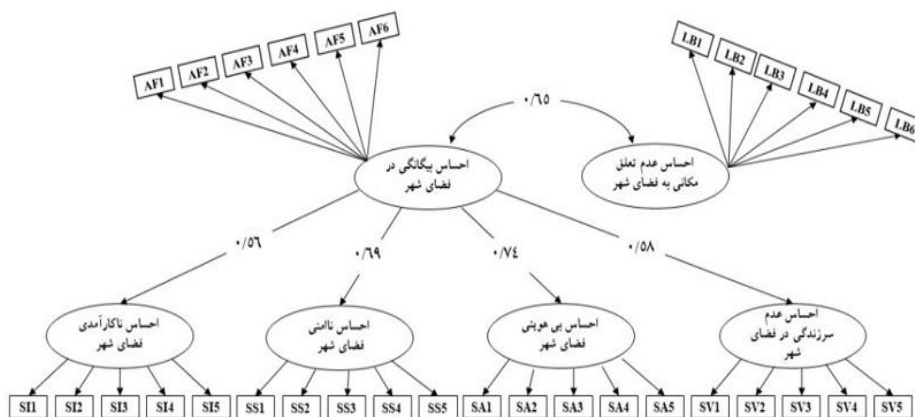 AF1 AF2 AF3 AF4 AF5 AF6
LB1 LB2 LB3 LB4 LB5 LB6
۰/۶۵
احساس بیگانگی در
فضای شهر
احساس عدم تعلق
مکانی به فضای شهر
۰/۵۶
۰/۶۹
۰/۷۴
۰/۵۸
احساس ناکارآمدی
فضای شهر
احساس ناامنی
فضای شهر
احساس بی هویتی
فضای شهر
احساس عدم
سرزندگی در فضای
شهر
SI1 SI2 SI3 SI4 SI5
SS1 SS2 SS3 SS4 SS5
SA1 SA2 SA3 SA4 SA5
SV1 SV2 SV3 SV4 SV5